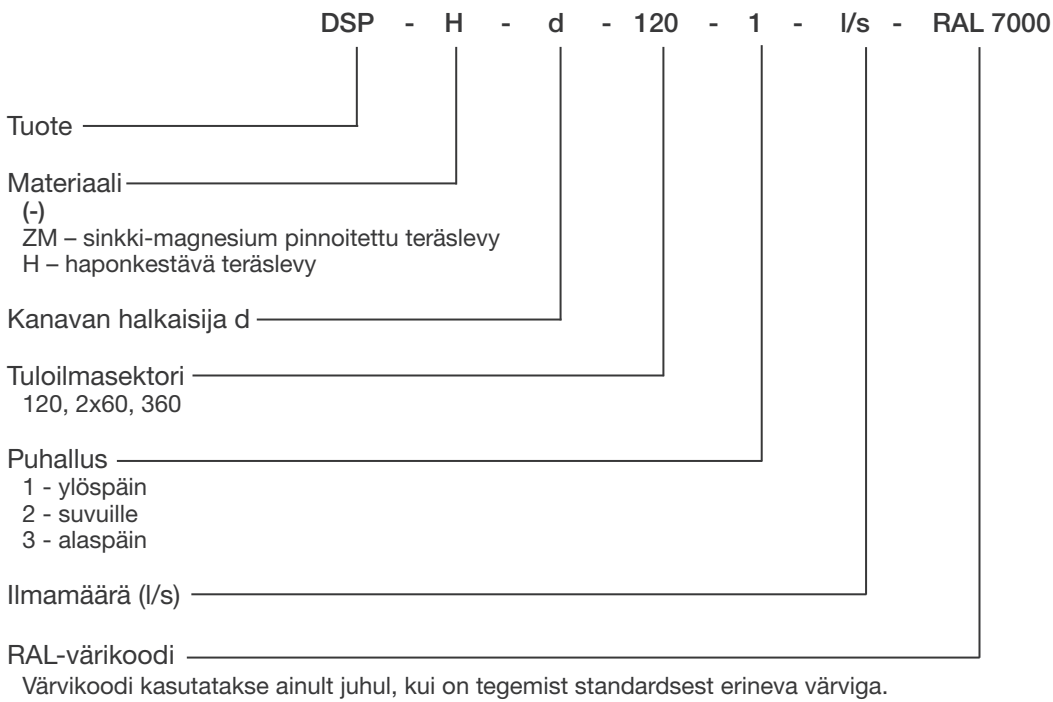 DSP - H - d - 120 - 1 - l/s - RAL 7000
Tuote
Materiaali
(-)
ZM – sinkki-magnesium pinnoitettu teräslevy
H – haponkestävä teräslevy
Kanavan halkaisija d
Tuloilmasektori
120, 2x60, 360
Puhallus
1 - ylöspäin
2 - suvuille
3 - alaspäin
Ilmamäärä (l/s)
RAL-värikoodi
Värvikoodi kasutatakse ainult juhul, kui on tegemist standardsest erineva värviga.